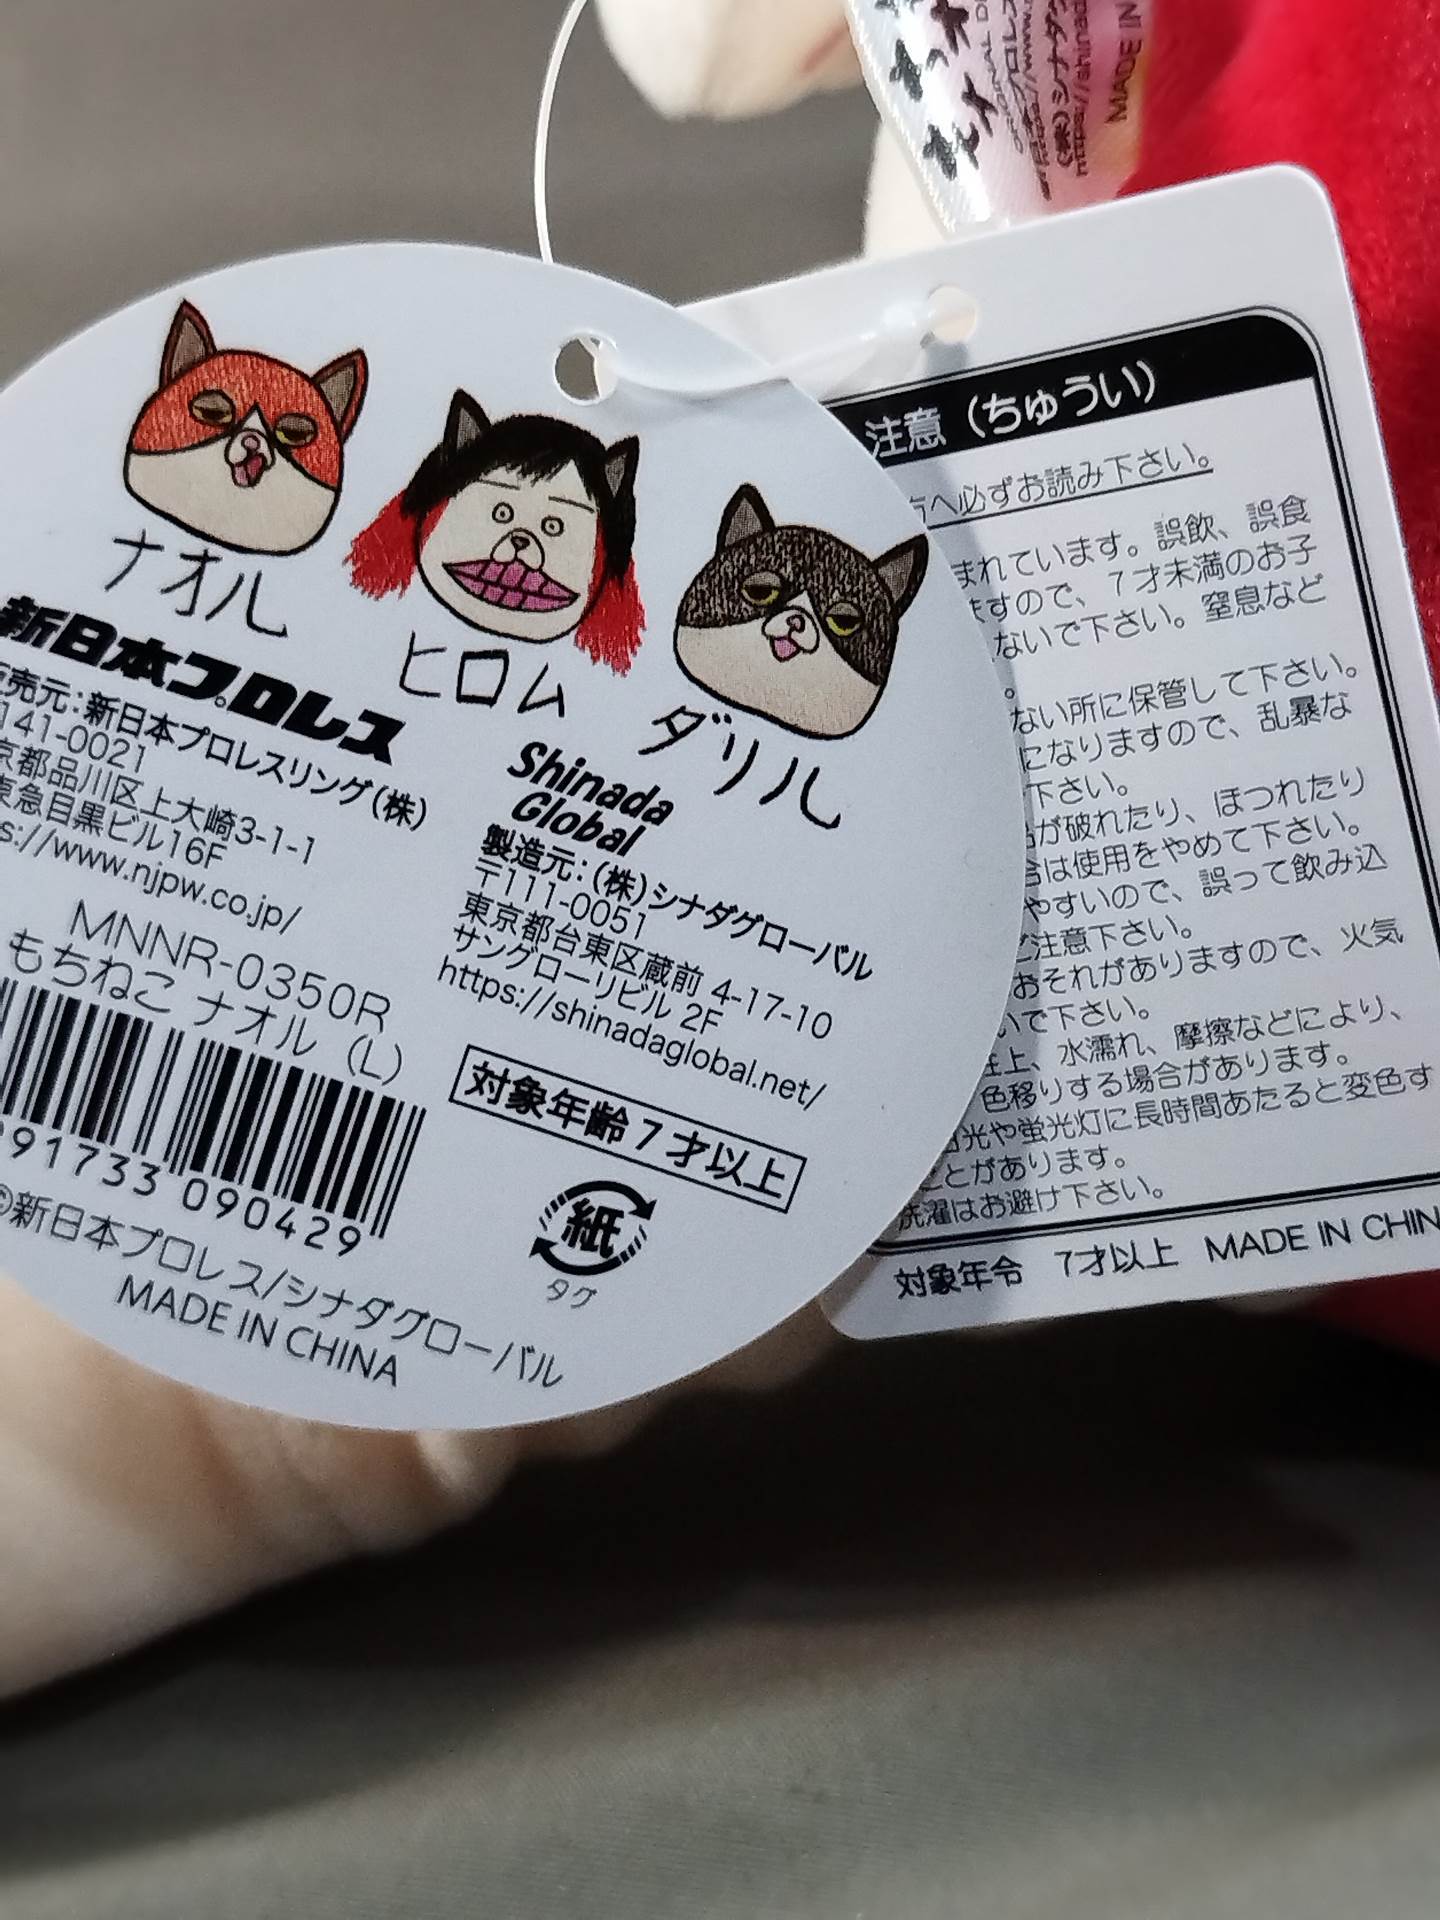 ナオル
ヒロム
ダリル
新日本プロレス
売元:新日本プロレスリング(株)
141-0021
京都品川区上大崎3-1-1
東急目黒ビル16F
s://www.njpw.co.jp/
Shinada
Global
製造元:(株)シナダグローバル
〒111-0051
東京都台東区蔵前 4-17-10
サングローリビル 2F
https://shinadaglobal.net/
MNNR-0350R
もちねこ ナオル (L)
91733 090429
対象年齢7才以上
紙
タグ
©新日本プロレス/シナダグローバル
MADE IN CHINA
注意(ちゅうい)
へ必ずお読み下さい。
まれています。誤飲、誤食
ますので、7才未満のお子
ないで下さい。窒息など
。
ない所に保管して下さい。
になりますので、乱暴な
下さい。
が破れたり、ほつれたり
合は使用をやめて下さい。
やすいので、誤って飲み込
ご注意下さい。
おそれがありますので、火気
いで下さい。
上、水濡れ、摩擦などにより、
色移りする場合があります。
光や蛍光灯に長時間あたると変色す
ことがあります。
洗濯はお避け下さい。
対象年令 7才以上 MADE IN CHIN
プロレス
(株)シナダ
https://shinad
MADE IN